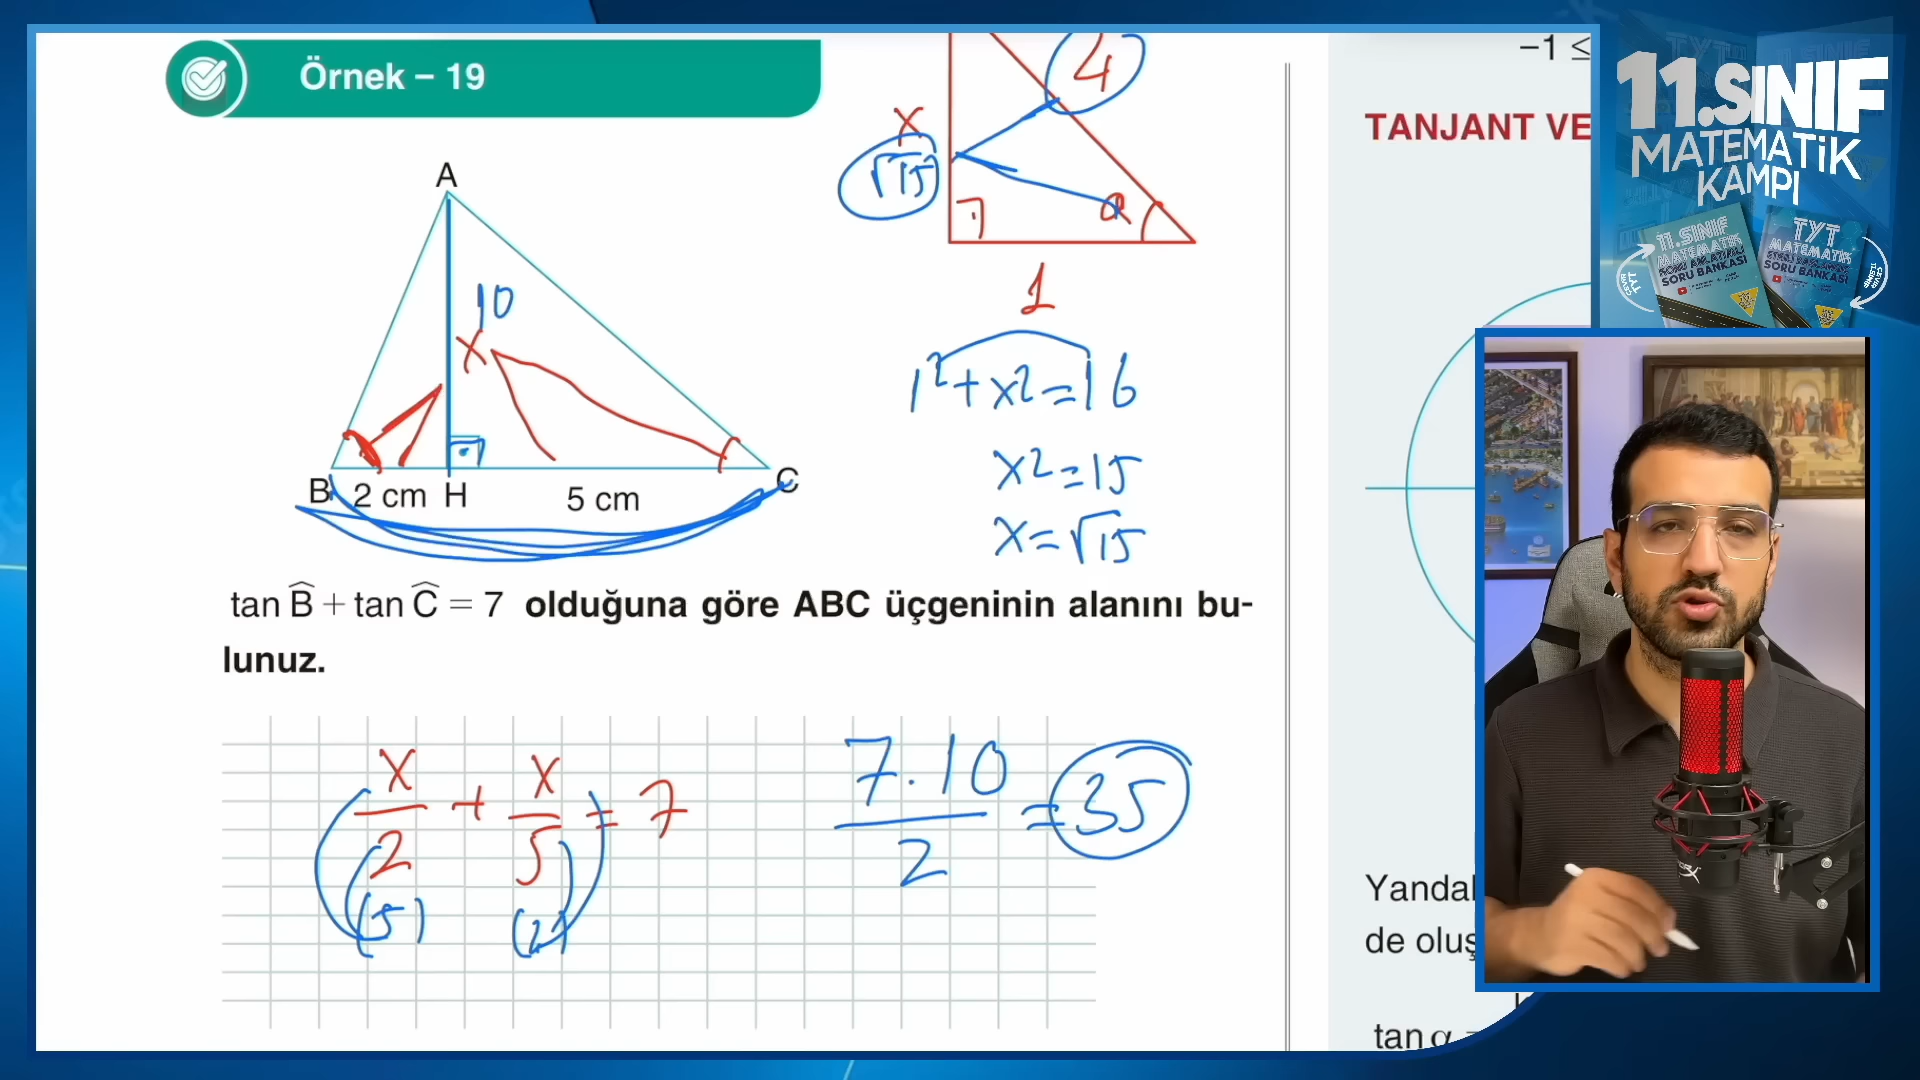 Örnek – 19
A
10
X
B 2 cm H 5 cm C
tan B̂ + tan Ĉ = 7 olduğuna göre ABC üçgeninin alanını bu-
lunuz.
x/2 + x/5 = 7
(5) (2)
7.10/2 = 35
4
x
√15
α
1
1² + x2 = 16
x2 = 15
x = √15
−1 ≤
TANJANT VE
Yandal
de oluş
tan α =
11.SINIF
MATEMATİK
KAMPI
11.SINIF
MATEMATİK
SORU BANKASI
TYT
MATEMATİK
SORU BANKASI